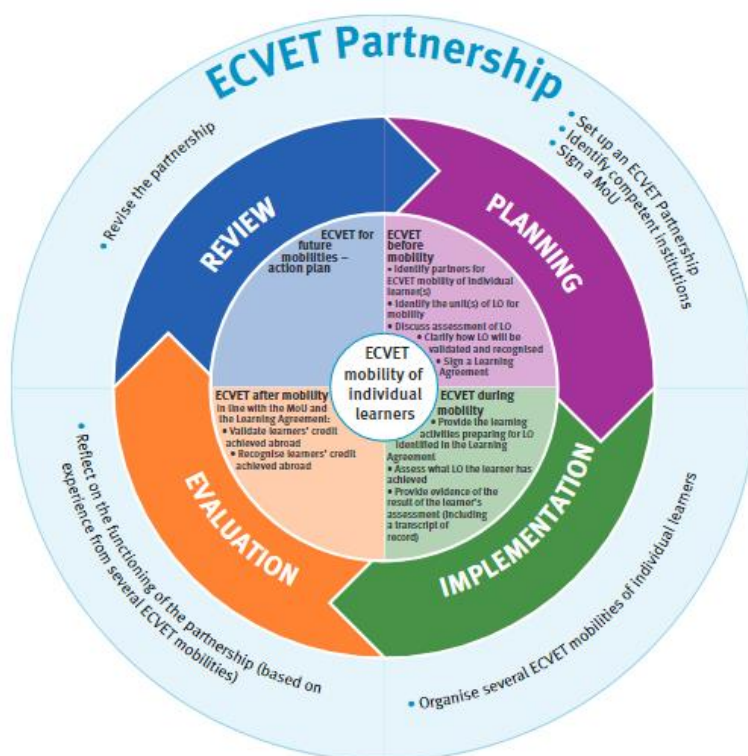 ECVET Partnership
• Revise the partnership
• Set up an ECVET Partnership
• Identify competent institutions
• Sign a MoU
REVIEW
PLANNING
ECVET for
future
mobilities –
action plan
ECVET
before
mobility
• Identify partners for
ECVET mobility of individual
learner(s)
• Identify the unit(s) of LO for
mobility
• Discuss assessment of LO
• Clarify how LO will be
validated and recognised
• Sign a Learning
Agreement
ECVET
mobility of
individual
learners
ECVET after mobility
In line with the MoU and
the Learning Agreement:
• Validate learners' credit
achieved abroad
• Recognise learners' credit
achieved abroad
ECVET during
mobility
• Provide the learning
activities preparing for LO
identified in the Learning
Agreement
• Assess what LO the learner has
achieved
• Provide evidence of the
result of the learner's
assessment (including
a transcript of
record)
EVALUATION
IMPLEMENTATION
• Reflect on the functioning of the partnership (based on
experience from several ECVET mobilities)
• Organise several ECVET mobilities of individual learners